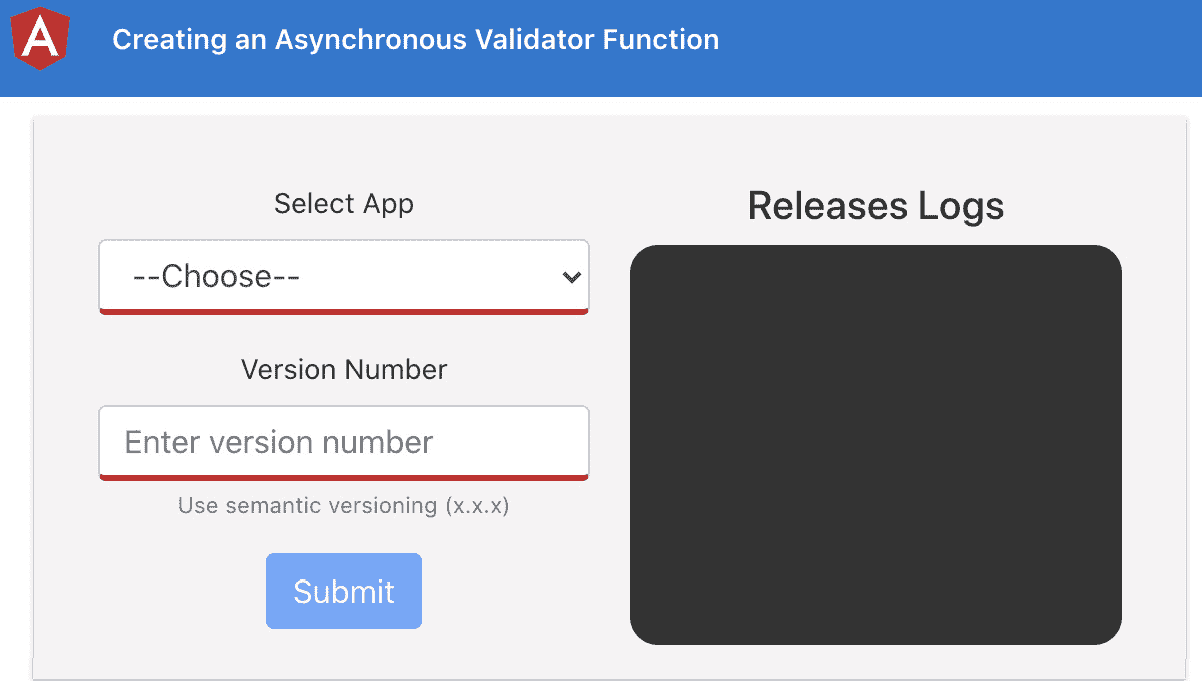 A
Creating an Asynchronous Validator Function
Select App
--Choose--
Version Number
Enter version number
Use semantic versioning (x.x.x)
Submit
Releases Logs